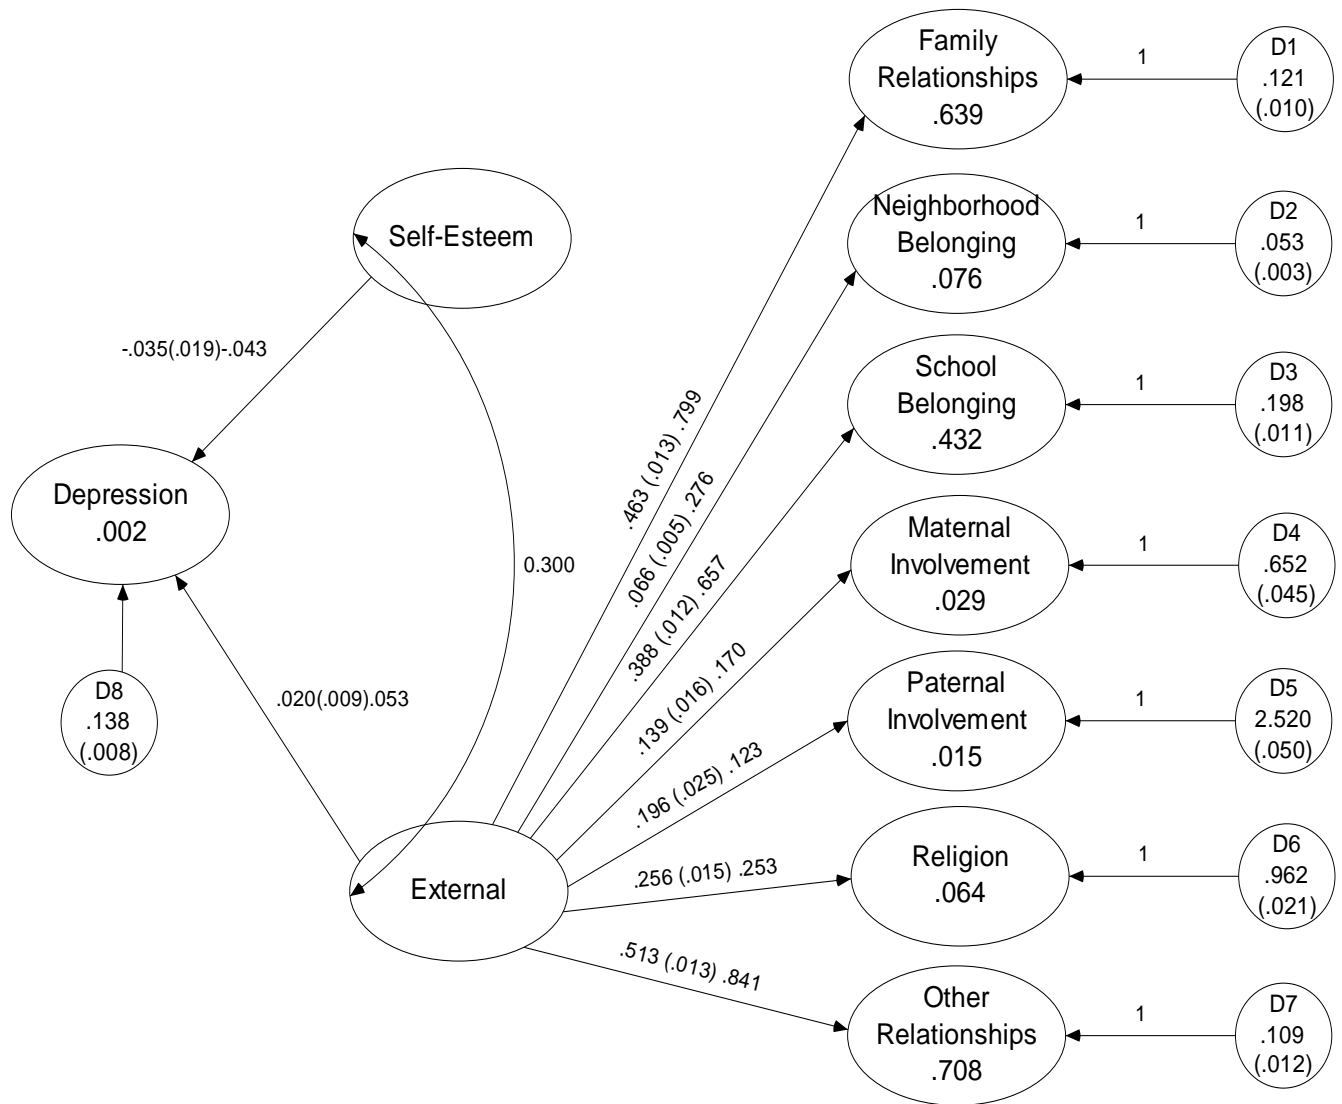 Family
Relationships
.639
1
D1
.121
(.010)
Neighborhood
Belonging
.076
1
D2
.053
(.003)
Self-Esteem
-.035(.019)-.043
School
Belonging
.432
1
D3
.198
(.011)
Depression
.002
.463 (.013) .799
.066 (.005) .276
.388 (.012) .657
0.300
Maternal
Involvement
.029
1
D4
.652
(.045)
D8
.138
(.008)
.020(.009).053
.139 (.016) .170
.196 (.025) .123
Paternal
Involvement
.015
1
D5
2.520
(.050)
External
.256 (.015) .253
Religion
.064
1
D6
.962
(.021)
.513 (.013) .841
Other
Relationships
.708
1
D7
.109
(.012)